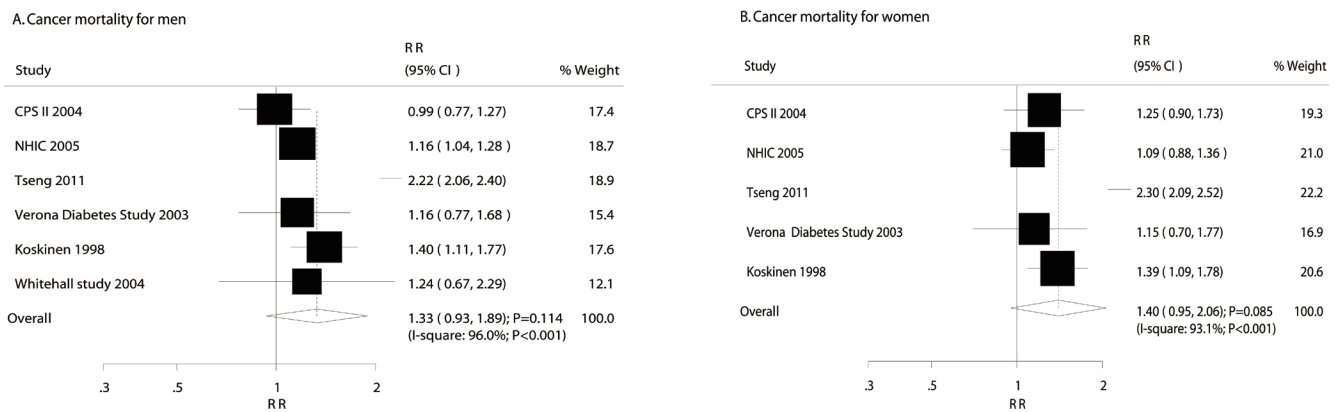 A. Cancer mortality for men
RR
Study (95% CI ) % Weight
CPS II 2004 0.99 ( 0.77, 1.27) 17.4
NHIC 2005 1.16 ( 1.04, 1.28 ) 18.7
Tseng 2011 2.22 ( 2.06, 2.40) 18.9
Verona Diabetes Study 2003 1.16 ( 0.77, 1.68 ) 15.4
Koskinen 1998 1.40 ( 1.11, 1.77) 17.6
Whitehall study 2004 1.24 ( 0.67, 2.29) 12.1
Overall 1.33 ( 0.93, 1.89); P=0.114 100.0
(I-square: 96.0%; P<0.001)
.3 .5 1 2
RR
B. Cancer mortality for women
RR
Study (95% CI ) % Weight
CPS II 2004 1.25 ( 0.90, 1.73) 19.3
NHIC 2005 1.09 ( 0.88, 1.36 ) 21.0
Tseng 2011 2.30 ( 2.09, 2.52) 22.2
Verona Diabetes Study 2003 1.15 ( 0.70, 1.77) 16.9
Koskinen 1998 1.39 ( 1.09, 1.78) 20.6
Overall 1.40 ( 0.95, 2.06); P=0.085 100.0
(I-square: 93.1%; P<0.001)
.3 .5 1 2
RR